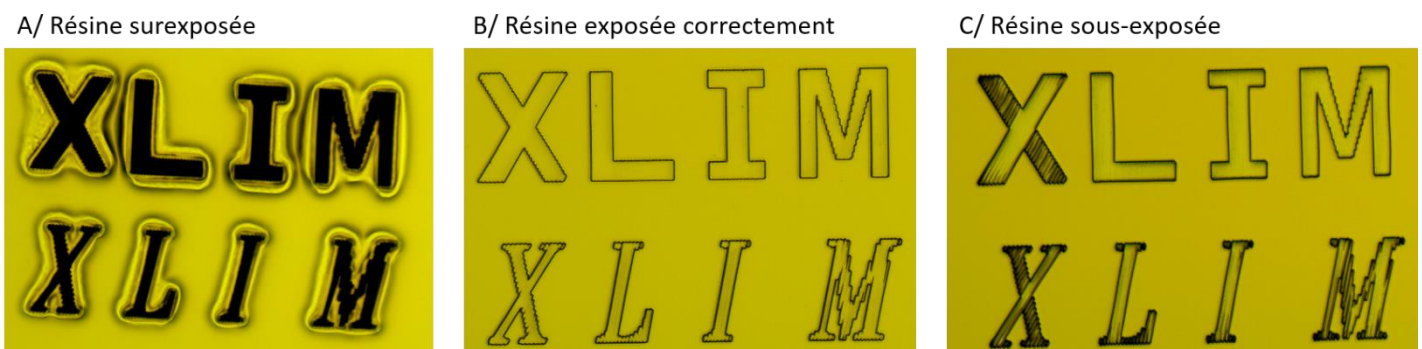 A/ Résine surexposée
B/ Résine exposée correctement
C/ Résine sous-exposée
XLIM
XLIM
XLIM
XLIM
XLIM
XLIM